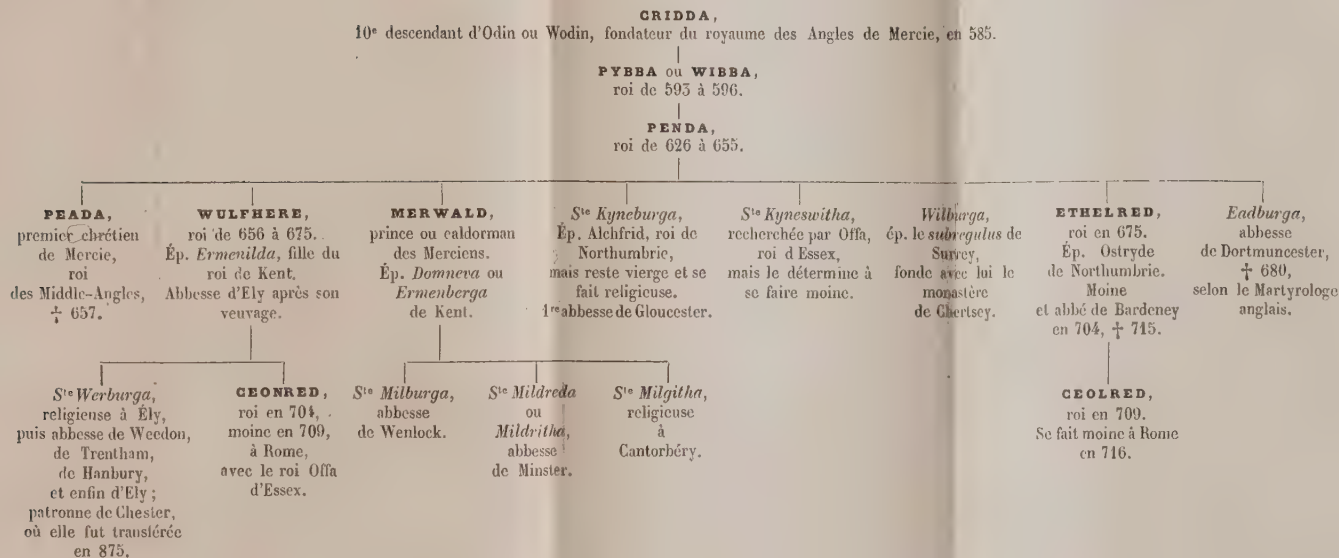 CRIDDA,
10e descendant d'Odin ou Wodin, fondateur du royaume des Angles de Mercie, en 585.
PYBBA ou WIBBA,
roi de 593 à 596.
PENDA,
roi de 626 à 655.
PEADA,
premier chrétien
de Mercie,
roi
des Middle-Angles,
† 657.
WULFHERE,
roi de 656 à 675.
Ép. Ermenilda, fille du
roi de Kent.
Abbesse d'Ely après son
veuvage.
MERWALD,
prince ou caldorman
des Merciens.
Ép. Domneva ou
Ermenberga
de Kent.
Ste Kyneburga,
Ép. Alchfrid, roi de
Northumbrie,
mais reste vierge et se
fait religieuse.
1re abbesse de Gloucester.
Ste Kyneswitha,
recherchée par Offa,
roi d'Essex,
mais le détermine à
se faire moine.
Wilburga,
ép. le subregulus de
Surrey,
fonde avec lui le
monastère
de Chertsey.
ETHELRED,
roi en 675.
Ép. Ostryde
de Northumbrie.
Moine
et abbé de Bardeney
en 704, † 715.
Eadburga,
abbesse
de Dortmuncester,
† 680,
selon le Martyrologe
anglais.
Ste Werburga,
religieuse à Ély,
puis abbesse de Weedon,
de Trentham,
de Hanbury,
et enfin d'Ely ;
patronne de Chester,
où elle fut transférée
en 875.
CEONRED,
roi en 704,
moine en 709,
à Rome,
avec le roi Offa
d'Essex.
Ste Milburga,
abbesse
de Wenlock.
Ste Mildreda
ou
Mildritha,
abbesse
de Minster.
Ste Milgitha,
religieuse
à
Cantorbéry.
CEOLRED,
roi en 709.
Se fait moine à Rome
en 716.